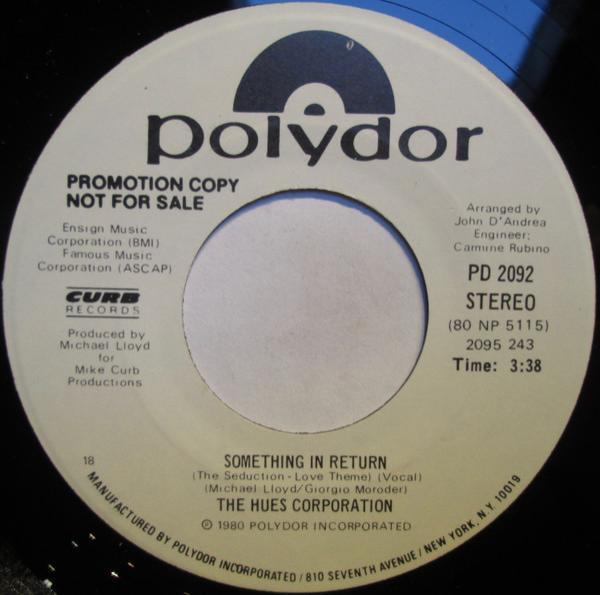 polydor
PROMOTION COPY
NOT FOR SALE
Ensign Music
Corporation (BMI)
Famous Music
Corporation (ASCAP)
CURB
RECORDS
Produced by
Michael Lloyd
for
Mike Curb
Productions
Arranged by
John D'Andrea
Engineer:
Carmine Rubino
PD 2092
STEREO
(80 NP 5115)
2095 243
Time: 3:38
18
SOMETHING IN RETURN
(The Seduction - Love Theme) (Vocal)
(Michael Lloyd/Giorgio Moroder)
THE HUES CORPORATION
℗ 1980 POLYDOR INCORPORATED
MANUFACTURED BY POLYDOR INCORPORATED / 810 SEVENTH AVENUE / NEW YORK, N.Y. 10019